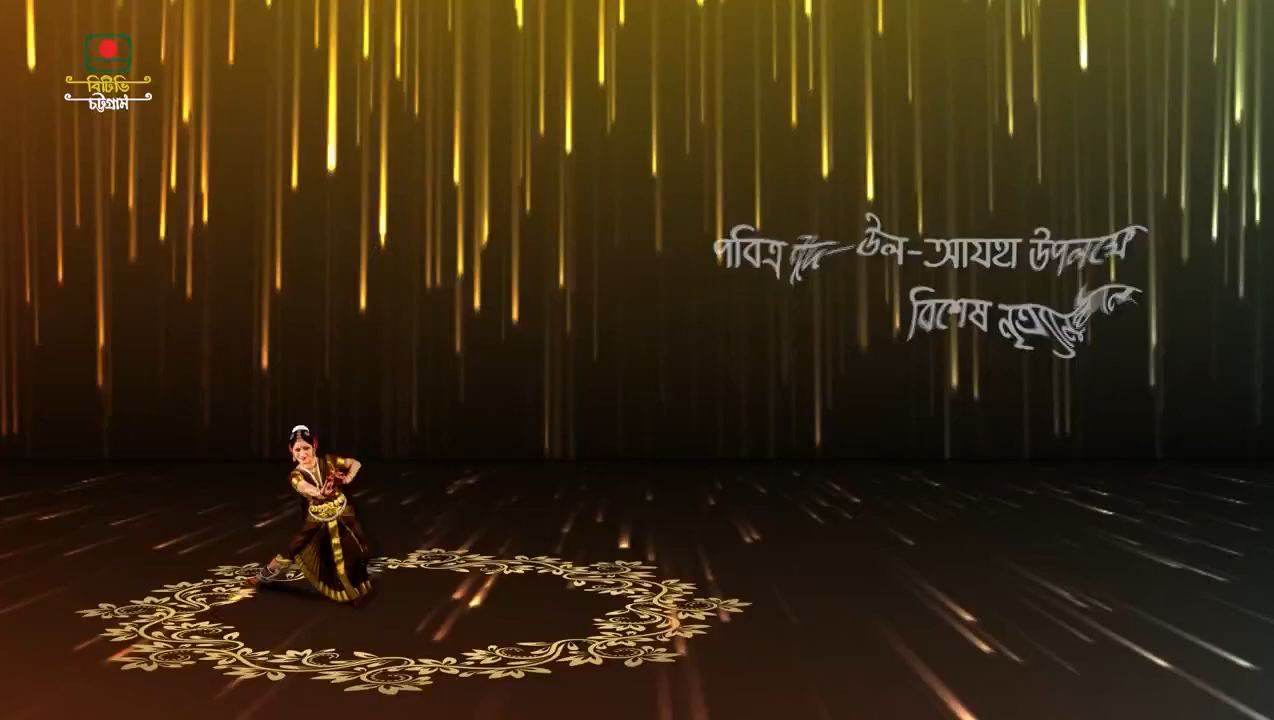 বিটিভি
চট্টগ্রাম
পবিত্র ঈদ-উল-আযহা উপলক্ষে
বিশেষ নৃত্যানুষ্ঠান